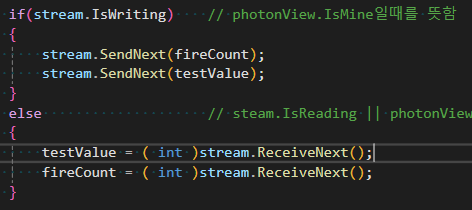 if(stream.IsWriting) // photonView.IsMine일때를 뜻함
{
stream.SendNext(fireCount);
stream.SendNext(testValue);
}
else // steam.IsReading || photonView
{
testValue = ( int )stream.ReceiveNext();
fireCount = ( int )stream.ReceiveNext();
}